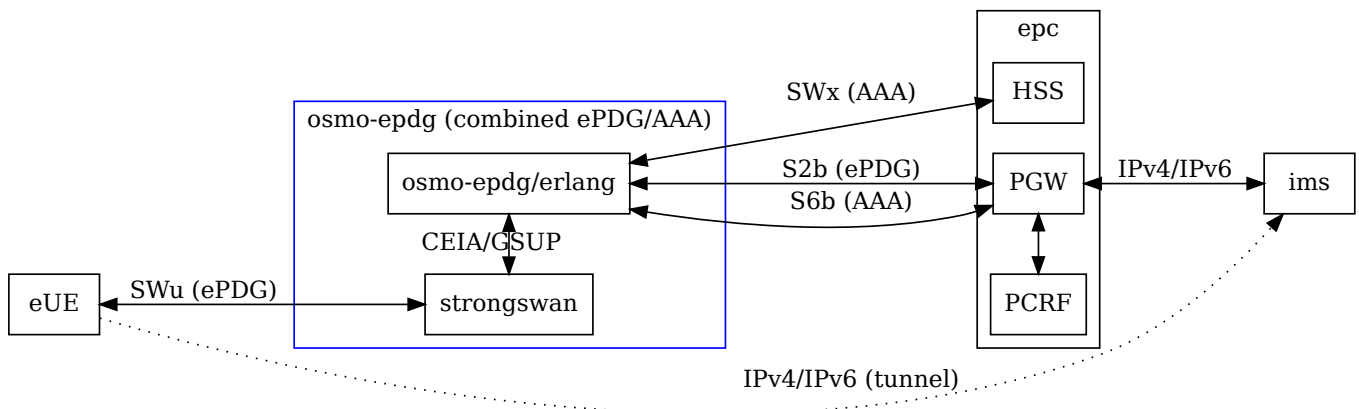 epc
SWx (AAA)
HSS
osmo-epdg (combined ePDG/AAA)
osmo-epdg/erlang
S2b (ePDG)
S6b (AAA)
PGW
IPv4/IPv6
ims
CEIA/GSUP
eUE
SWu (ePDG)
strongswan
PCRF
IPv4/IPv6 (tunnel)